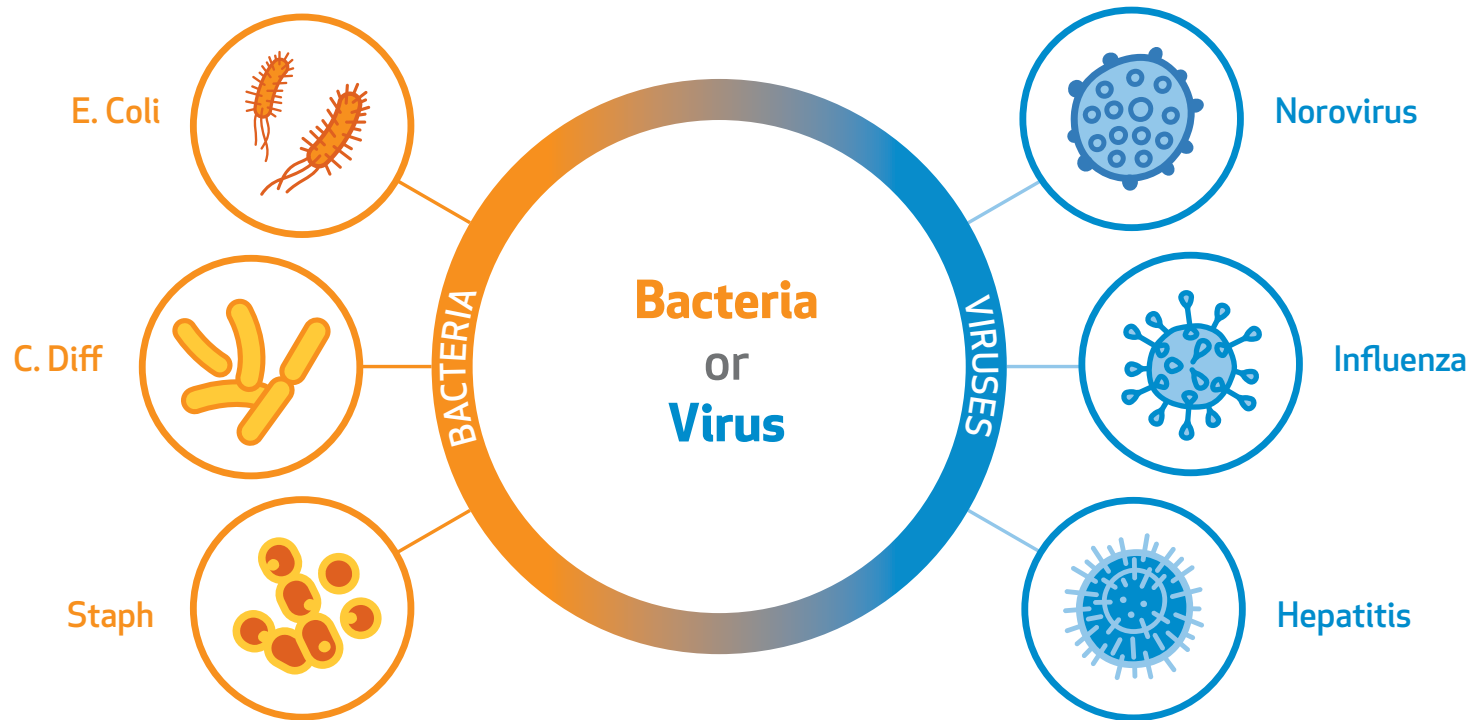 E. Coli
C. Diff
Staph
BACTERIA
Bacteria
or
Virus
VIRUSES
Norovirus
Influenza
Hepatitis